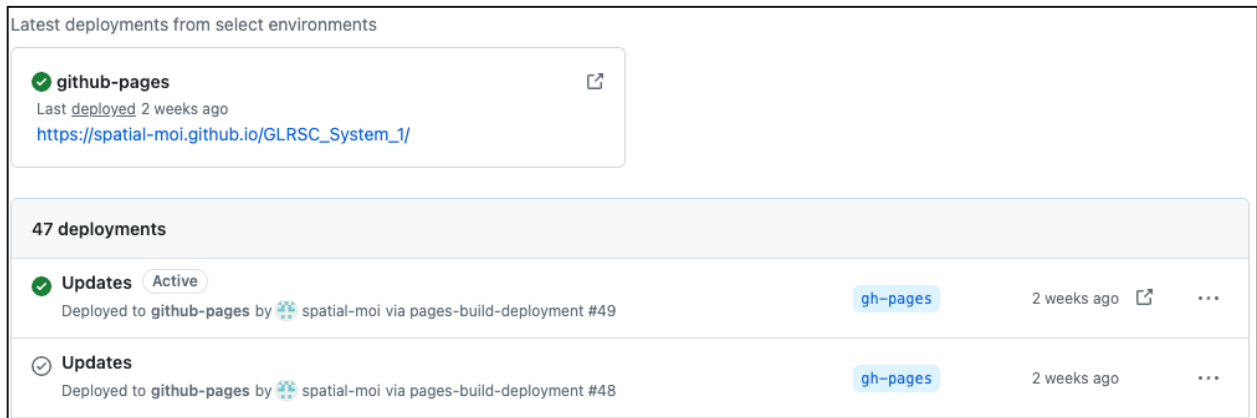 Latest deployments from select environments
github-pages
Last deployed 2 weeks ago
https://spatial-moi.github.io/GLRSC_System_1/
47 deployments
Updates Active
Deployed to github-pages by spatial-moi via pages-build-deployment #49
gh-pages
2 weeks ago
Updates
Deployed to github-pages by spatial-moi via pages-build-deployment #48
gh-pages
2 weeks ago